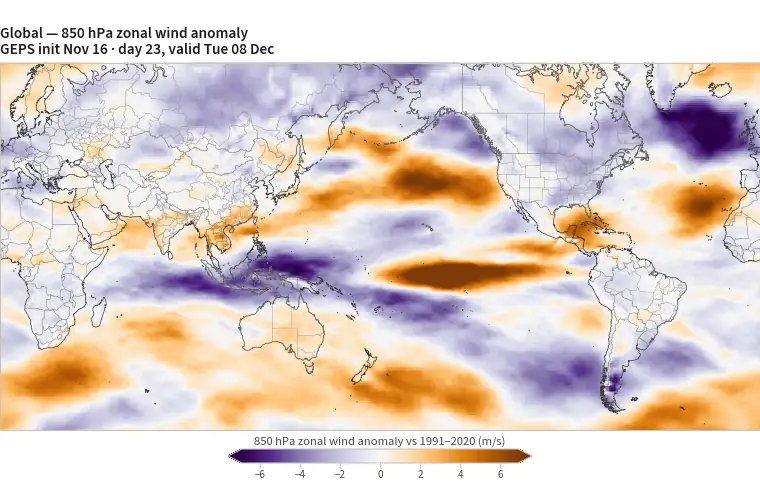 Global — 850 hPa zonal wind anomaly
GEPS init Nov 16 · day 23, valid Tue 08 Dec
850 hPa zonal wind anomaly vs 1991–2020 (m/s)
−6 −4 −2 0 2 4 6